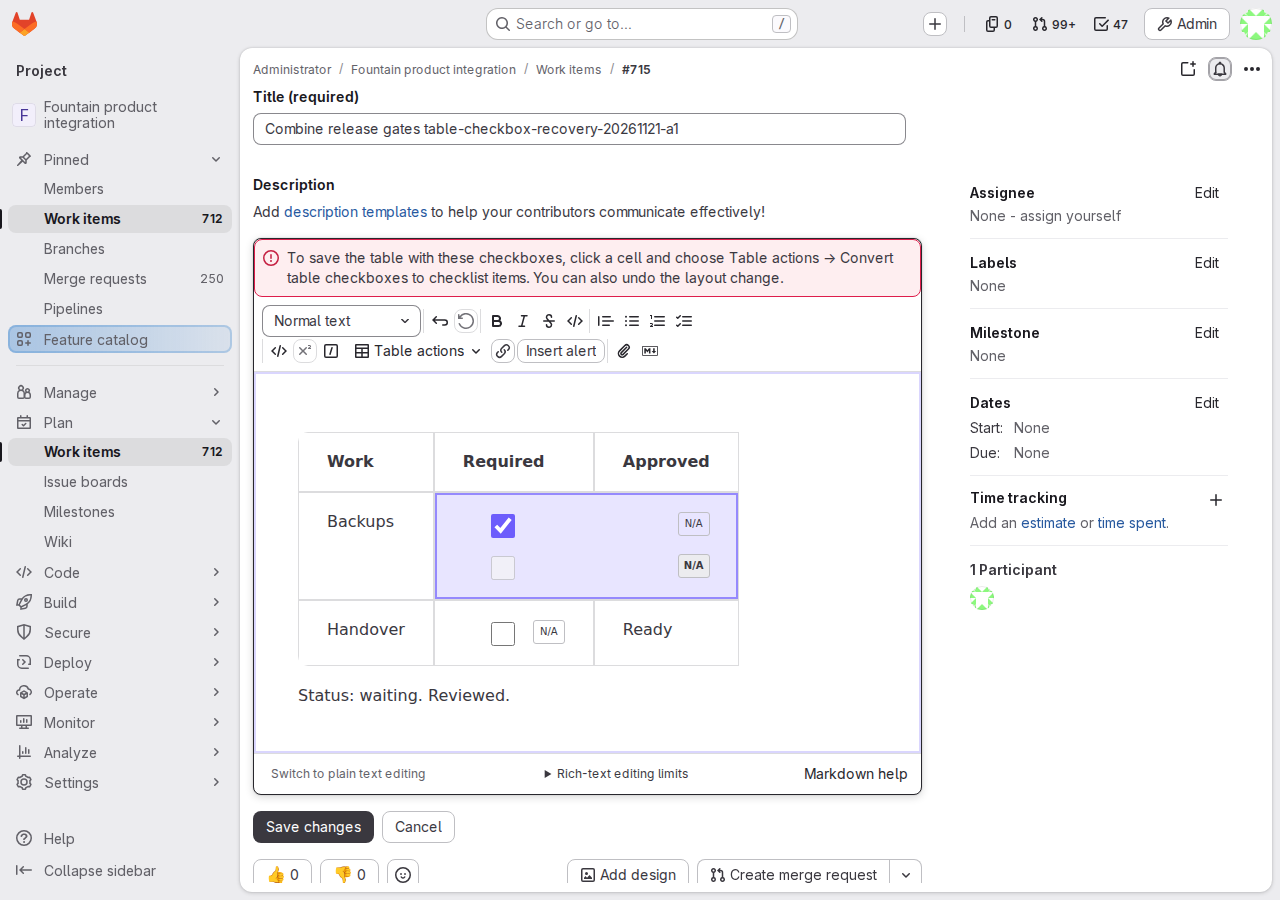 Search or go to...
/
0
99+
47
Admin
Project
F
Fountain product
integration
Pinned
Members
Work items
712
Branches
Merge requests
250
Pipelines
Feature catalog
Manage
Plan
Work items
712
Issue boards
Milestones
Wiki
Code
Build
Secure
Deploy
Operate
Monitor
Analyze
Settings
Help
Collapse sidebar
Administrator / Fountain product integration / Work items / #715
Title (required)
Combine release gates table-checkbox-recovery-20261121-a1
Description
Add description templates to help your contributors communicate effectively!
To save the table with these checkboxes, click a cell and choose Table actions → Convert
table checkboxes to checklist items. You can also undo the layout change.
Normal text
Table actions
Insert alert
Work Required Approved
Backups
N/A
N/A
Handover N/A Ready
Status: waiting. Reviewed.
Switch to plain text editing
Rich-text editing limits
Markdown help
Save changes
Cancel
👍 0
👎 0
Add design
Create merge request
Assignee
Edit
None - assign yourself
Labels
Edit
None
Milestone
Edit
None
Dates
Edit
Start: None
Due: None
Time tracking
Add an estimate or time spent.
1 Participant